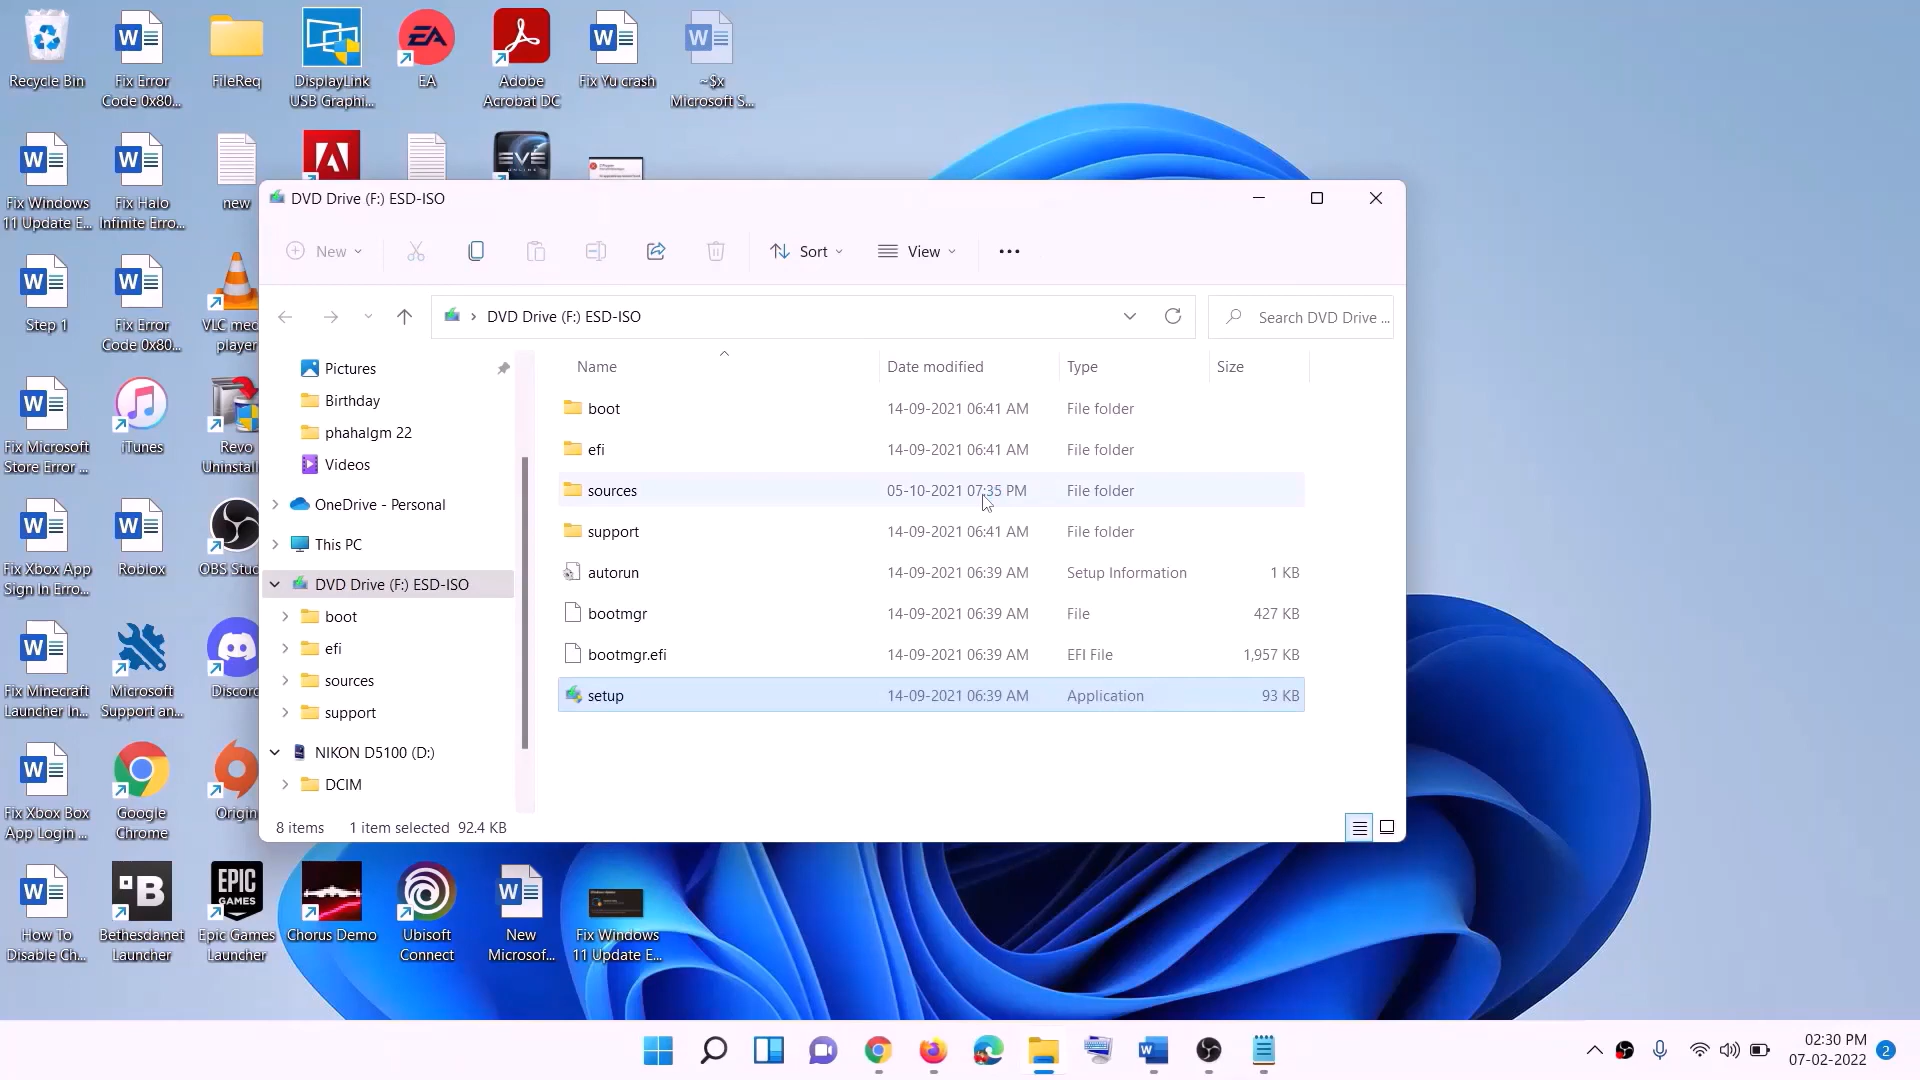 Recycle Bin
Fix Error
Code 0x80...
FileReq
DisplayLink
USB Graphi...
EA
EA
Adobe
Acrobat DC
Fix Yu crash
~$x
Microsoft S...
Fix Windows
11 Update E...
Fix Halo
Infinite Erro...
new
EVE
ONLINE
Step 1
Fix Error
Code 0x80...
VLC med
player
Fix Microsoft
Store Error ...
iTunes
Revo
Uninstall
Fix Xbox App
Sign In Erro...
Roblox
OBS Stud
Fix Minecraft
Launcher In...
Microsoft
Support an...
Discord
Fix Xbox Box
App Login ...
Google
Chrome
Origin
How To
Disable Ch...
Bethesda.net
Launcher
EPIC
GAMES
Epic Games
Launcher
Chorus Demo
Ubisoft
Connect
New
Microsof...
Fix Windows
11 Update E...
DVD Drive (F:) ESD-ISO
New
Sort
View
DVD Drive (F:) ESD-ISO
Search DVD Drive ...
Pictures
Birthday
phahalgm 22
Videos
OneDrive - Personal
This PC
DVD Drive (F:) ESD-ISO
boot
efi
sources
support
NIKON D5100 (D:)
DCIM
Name Date modified Type Size
boot 14-09-2021 06:41 AM File folder
efi 14-09-2021 06:41 AM File folder
sources 05-10-2021 07:35 PM File folder
support 14-09-2021 06:41 AM File folder
autorun 14-09-2021 06:39 AM Setup Information 1 KB
bootmgr 14-09-2021 06:39 AM File 427 KB
bootmgr.efi 14-09-2021 06:39 AM EFI File 1,957 KB
setup 14-09-2021 06:39 AM Application 93 KB
8 items 1 item selected 92.4 KB
02:30 PM
07-02-2022
2